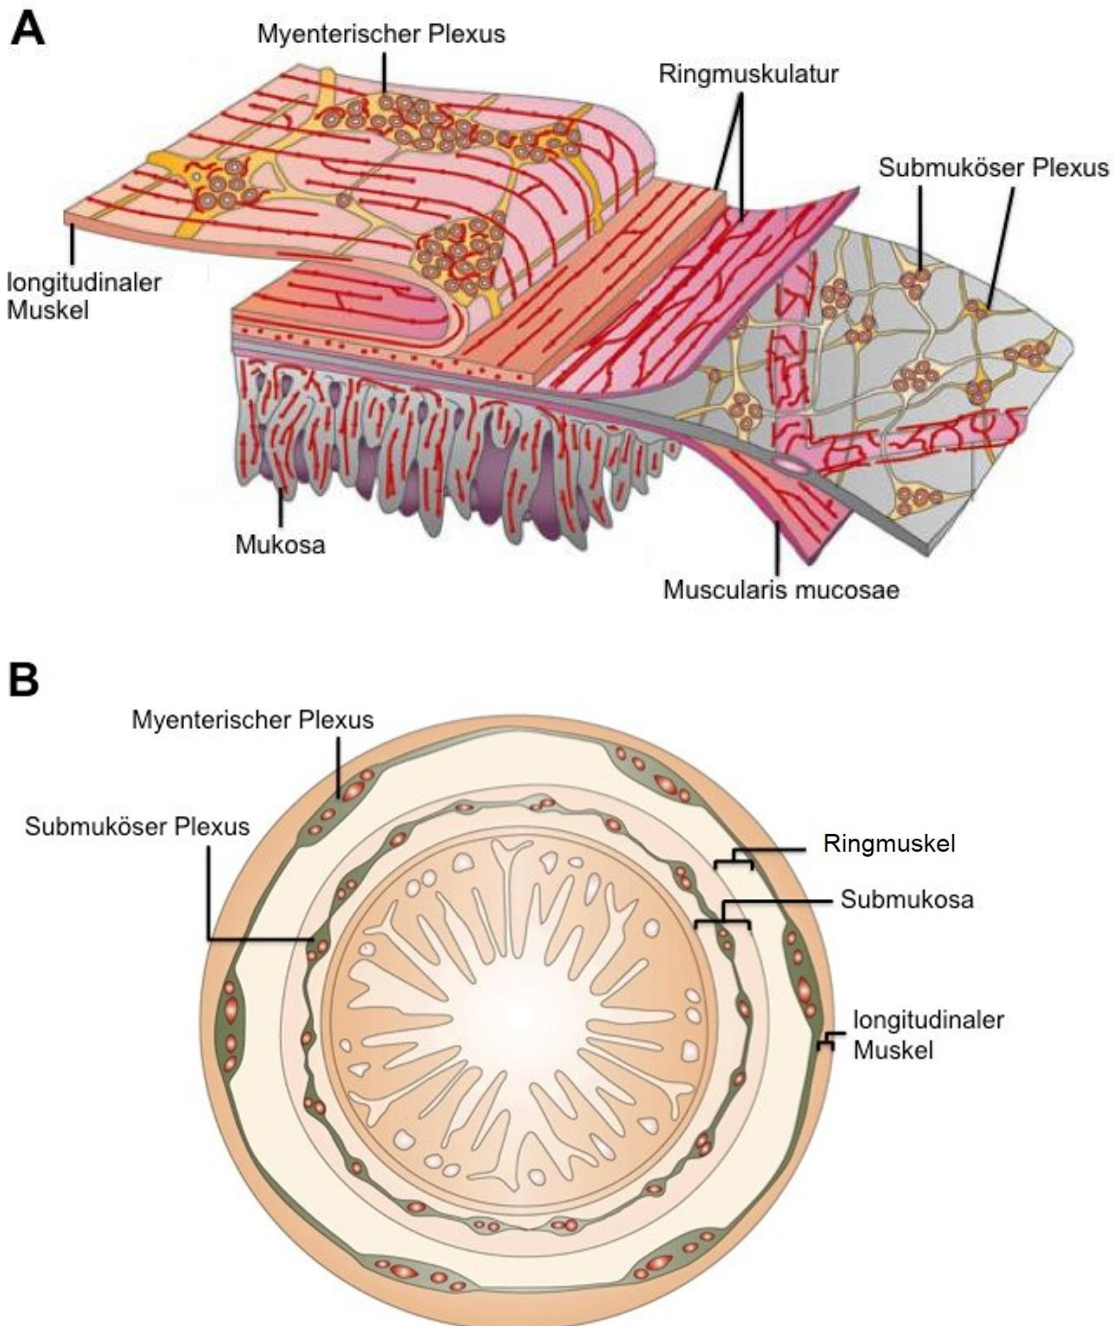 A
Myenterischer Plexus
Ringmuskulatur
Submuköser Plexus
longitudinaler
Muskel
Mukosa
Muscularis mucosae
B
Myenterischer Plexus
Submuköser Plexus
Ringmuskel
Submukosa
longitudinaler
Muskel